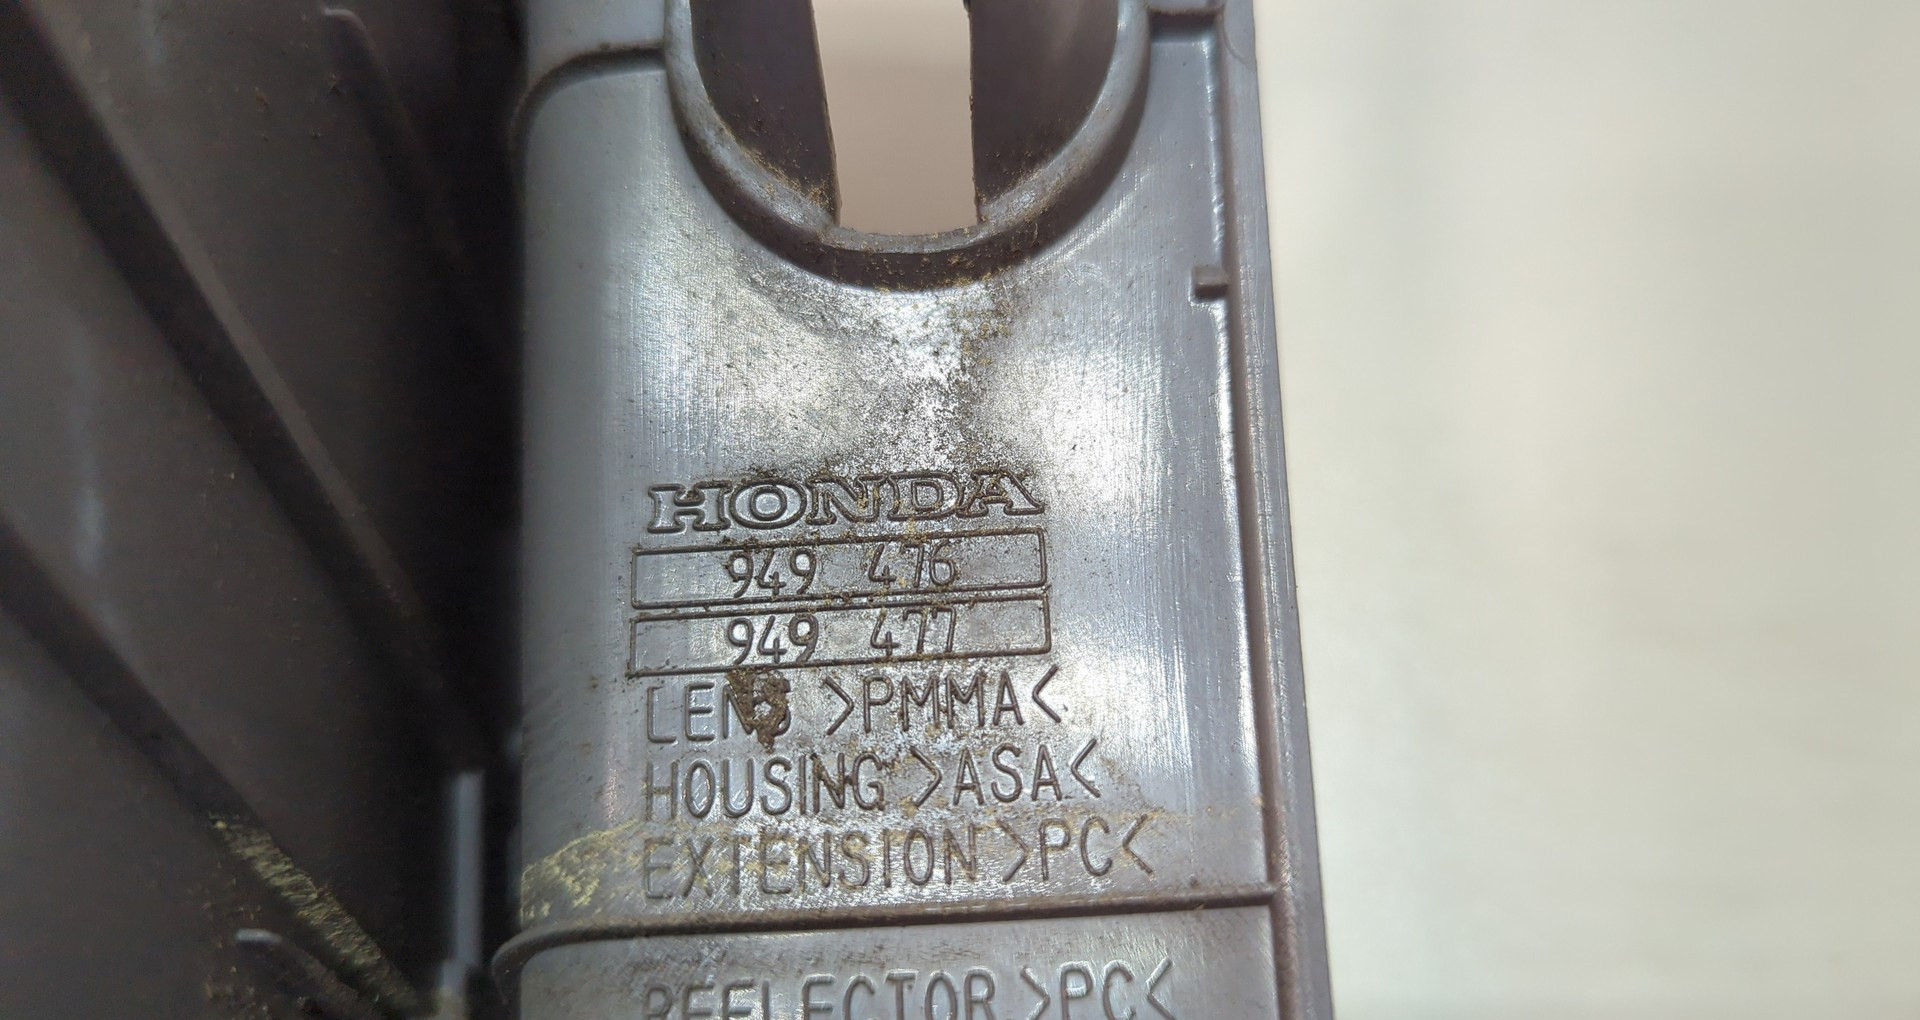 HONDA
949 476
949 477
LENS >PMMA<
HOUSING >ASA<
EXTENSION >PC<
REFLECTOR >PC<